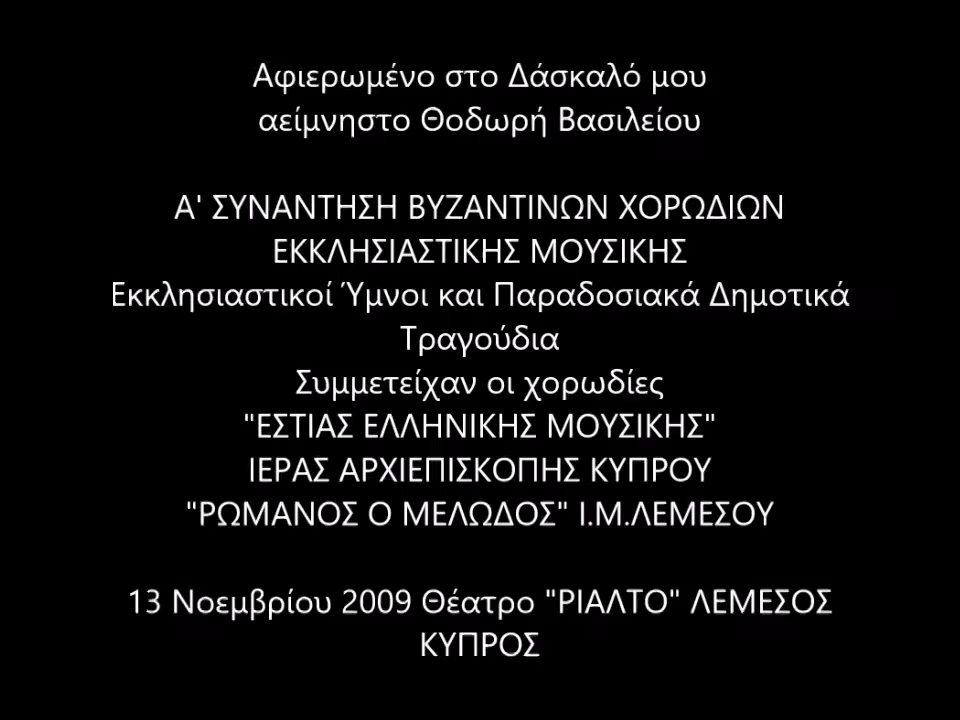 Αφιερωμένο στο Δάσκαλό μου
αείμνηστο Θοδωρή Βασιλείου
Α' ΣΥΝΑΝΤΗΣΗ ΒΥΖΑΝΤΙΝΩΝ ΧΟΡΩΔΙΩΝ
ΕΚΚΛΗΣΙΑΣΤΙΚΗΣ ΜΟΥΣΙΚΗΣ
Εκκλησιαστικοί Ύμνοι και Παραδοσιακά Δημοτικά
Τραγούδια
Συμμετείχαν οι χορωδίες
"ΕΣΤΙΑΣ ΕΛΛΗΝΙΚΗΣ ΜΟΥΣΙΚΗΣ"
ΙΕΡΑΣ ΑΡΧΙΕΠΙΣΚΟΠΗΣ ΚΥΠΡΟΥ
"ΡΩΜΑΝΟΣ Ο ΜΕΛΩΔΟΣ" Ι.Μ.ΛΕΜΕΣΟΥ
13 Νοεμβρίου 2009 Θέατρο "ΡΙΑΛΤΟ" ΛΕΜΕΣΟΣ
ΚΥΠΡΟΣ